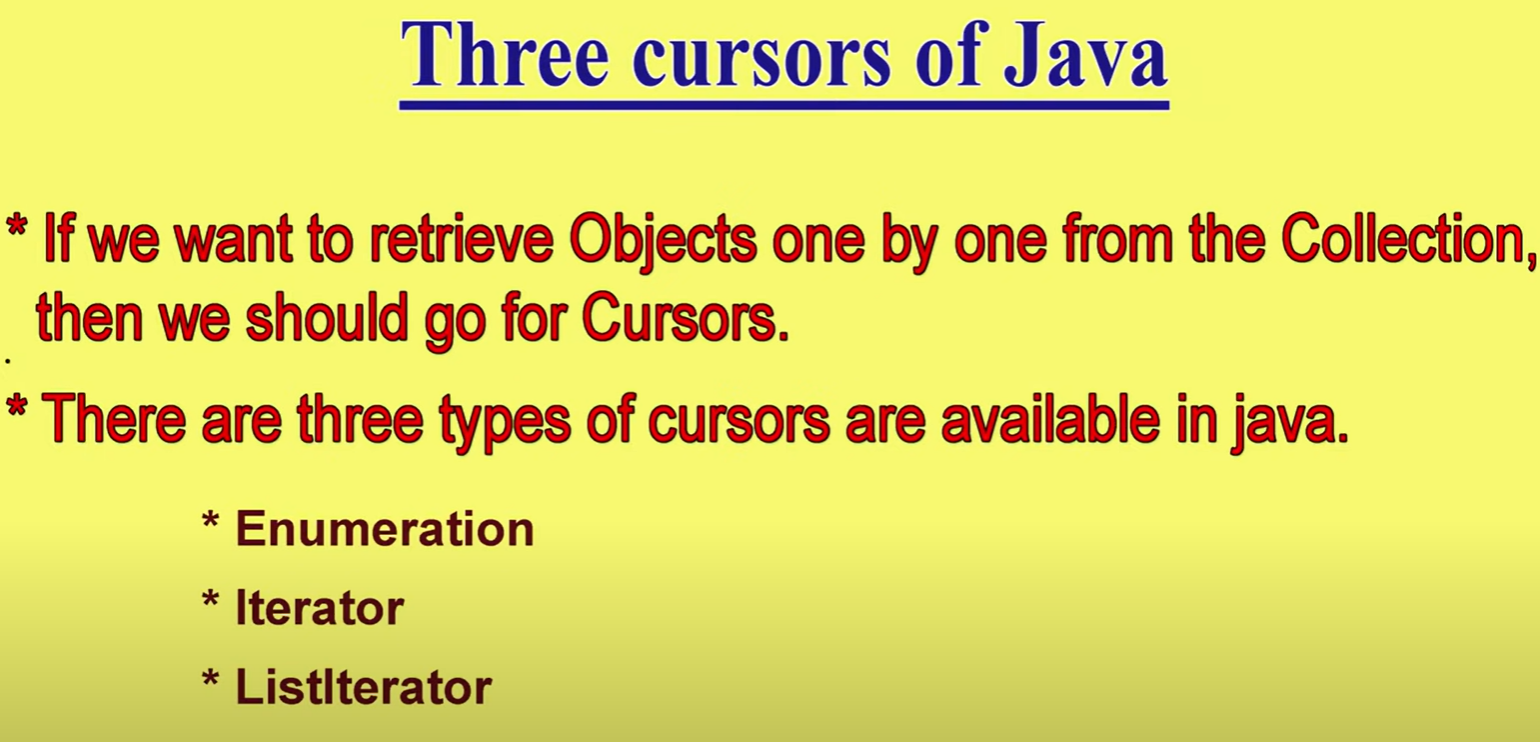 Three cursors of Java
* If we want to retrieve Objects one by one from the Collection,
then we should go for Cursors.
* There are three types of cursors are available in java.
* Enumeration
* Iterator
* ListIterator